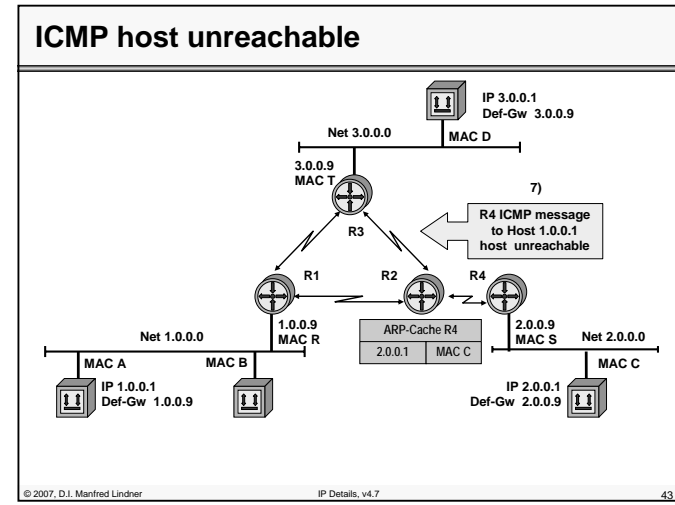 ICMP host unreachable
IP 3.0.0.1
Def-Gw  3.0.0.9
Net 3.0.0.0
MAC D
3.0.0.9
MAC T
R3
7)
R4 ICMP message
to Host 1.0.0.1
host  unreachable
R1
R2
R4
1.0.0.9
MAC R
ARP-Cache R4
2.0.0.1
MAC C
2.0.0.9
MAC S
Net 1.0.0.0
Net 2.0.0.0
MAC A
MAC B
MAC C
IP 1.0.0.1
Def-Gw  1.0.0.9
IP 2.0.0.1
Def-Gw  2.0.0.9
© 2007, D.I. Manfred Lindner
IP Details, v4.7
43